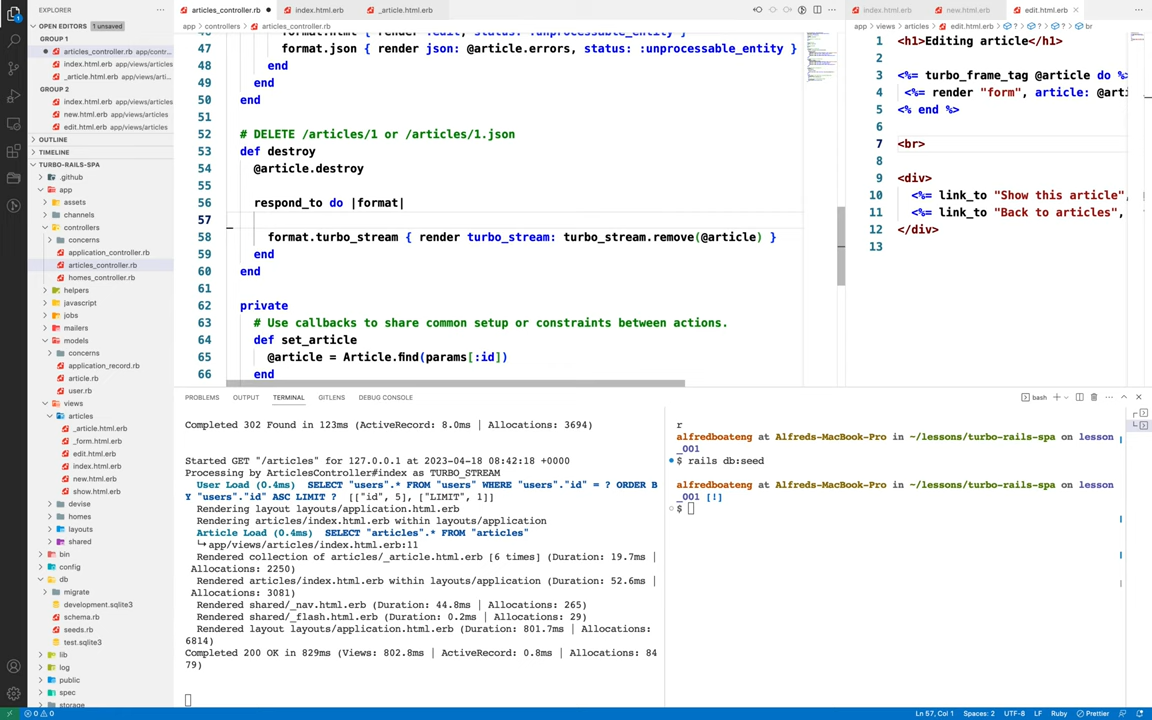 EXPLORER
OPEN EDITORS 1 unsaved
GROUP 1
articles_controller.rb app/contr...
index.html.erb app/views/articles
_article.html.erb app/views/arti...
GROUP 2
index.html.erb app/views/articles
new.html.erb app/views/articles
edit.html.erb app/views/articles
OUTLINE
TIMELINE
TURBO-RAILS-SPA
.github
app
assets
channels
controllers
concerns
application_controller.rb
articles_controller.rb
homes_controller.rb
helpers
javascript
jobs
mailers
models
concerns
application_record.rb
article.rb
user.rb
views
articles
_article.html.erb
_form.html.erb
edit.html.erb
index.html.erb
new.html.erb
show.html.erb
devise
homes
layouts
shared
bin
config
db
migrate
development.sqlite3
schema.rb
seeds.rb
test.sqlite3
lib
log
public
spec
storage
articles_controller.rb
index.html.erb
_article.html.erb
app > controllers > articles_controller.rb
46 format.html { render :edit, status: :unprocessable_entity }
47 format.json { render json: @article.errors, status: :unprocessable_entity }
48 end
49 end
50 end
51
52 # DELETE /articles/1 or /articles/1.json
53 def destroy
54 @article.destroy
55
56 respond_to do |format|
57
58 format.turbo_stream { render turbo_stream: turbo_stream.remove(@article) }
59 end
60 end
61
62 private
63 # Use callbacks to share common setup or constraints between actions.
64 def set_article
65 @article = Article.find(params[:id])
66 end
index.html.erb
new.html.erb
edit.html.erb
app > views > articles > edit.html.erb > ? > ? > ? > br
1 <h1>Editing article</h1>
2
3 <%= turbo_frame_tag @article do %>
4 <%= render "form", article: @arti
5 <% end %>
6
7 <br>
8
9 <div>
10 <%= link_to "Show this article",
11 <%= link_to "Back to articles",
12 </div>
13
PROBLEMS OUTPUT TERMINAL GITLENS DEBUG CONSOLE
bash
Completed 302 Found in 123ms (ActiveRecord: 8.0ms | Allocations: 3694)
Started GET "/articles" for 127.0.0.1 at 2023-04-18 08:42:18 +0000
Processing by ArticlesController#index as TURBO_STREAM
User Load (0.4ms) SELECT "users".* FROM "users" WHERE "users"."id" = ? ORDER B
Y "users"."id" ASC LIMIT ? [["id", 5], ["LIMIT", 1]]
Rendering layout layouts/application.html.erb
Rendering articles/index.html.erb within layouts/application
Article Load (0.4ms) SELECT "articles".* FROM "articles"
↳ app/views/articles/index.html.erb:11
Rendered collection of articles/_article.html.erb [6 times] (Duration: 19.7ms |
Allocations: 2250)
Rendered articles/index.html.erb within layouts/application (Duration: 52.6ms |
Allocations: 3081)
Rendered shared/_nav.html.erb (Duration: 44.8ms | Allocations: 265)
Rendered shared/_flash.html.erb (Duration: 0.2ms | Allocations: 29)
Rendered layout layouts/application.html.erb (Duration: 801.7ms | Allocations:
6814)
Completed 200 OK in 829ms (Views: 802.8ms | ActiveRecord: 0.8ms | Allocations: 84
79)
r
alfredboateng at Alfreds-MacBook-Pro in ~/lessons/turbo-rails-spa on lesson
_001
$ rails db:seed
alfredboateng at Alfreds-MacBook-Pro in ~/lessons/turbo-rails-spa on lesson
_001 [!]
$
0 0
Ln 57, Col 1 Spaces: 2 UTF-8 LF Ruby Prettier